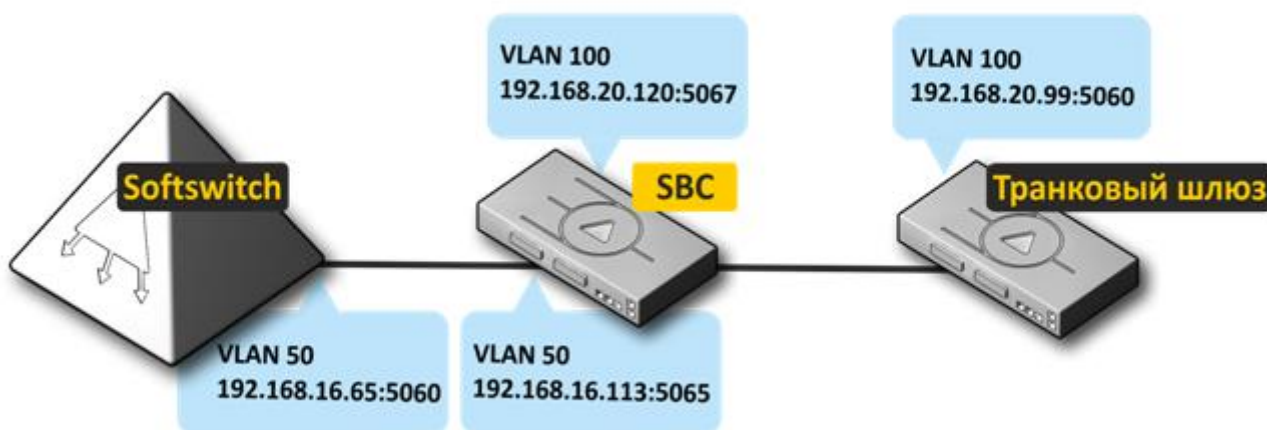 VLAN 100
192.168.20.120:5067
VLAN 100
192.168.20.99:5060
Softswitch
SBC
Транковый шлюз
VLAN 50
192.168.16.65:5060
VLAN 50
192.168.16.113:5065